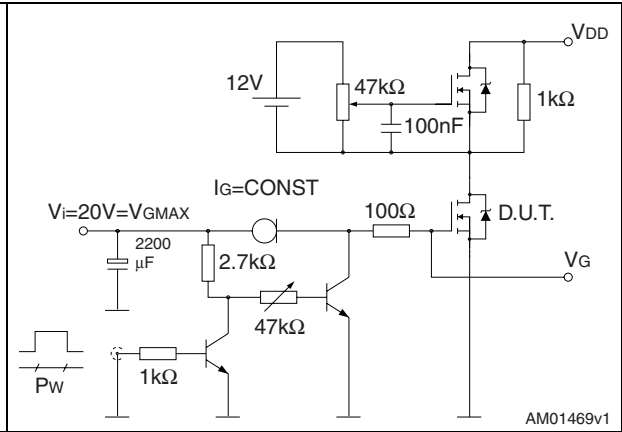 VDD
12V
47kΩ
1kΩ
100nF
IG=CONST
Vi=20V=VGMAX
100Ω
D.U.T.
2200
μF
2.7kΩ
VG
47kΩ
1kΩ
PW
AM01469v1